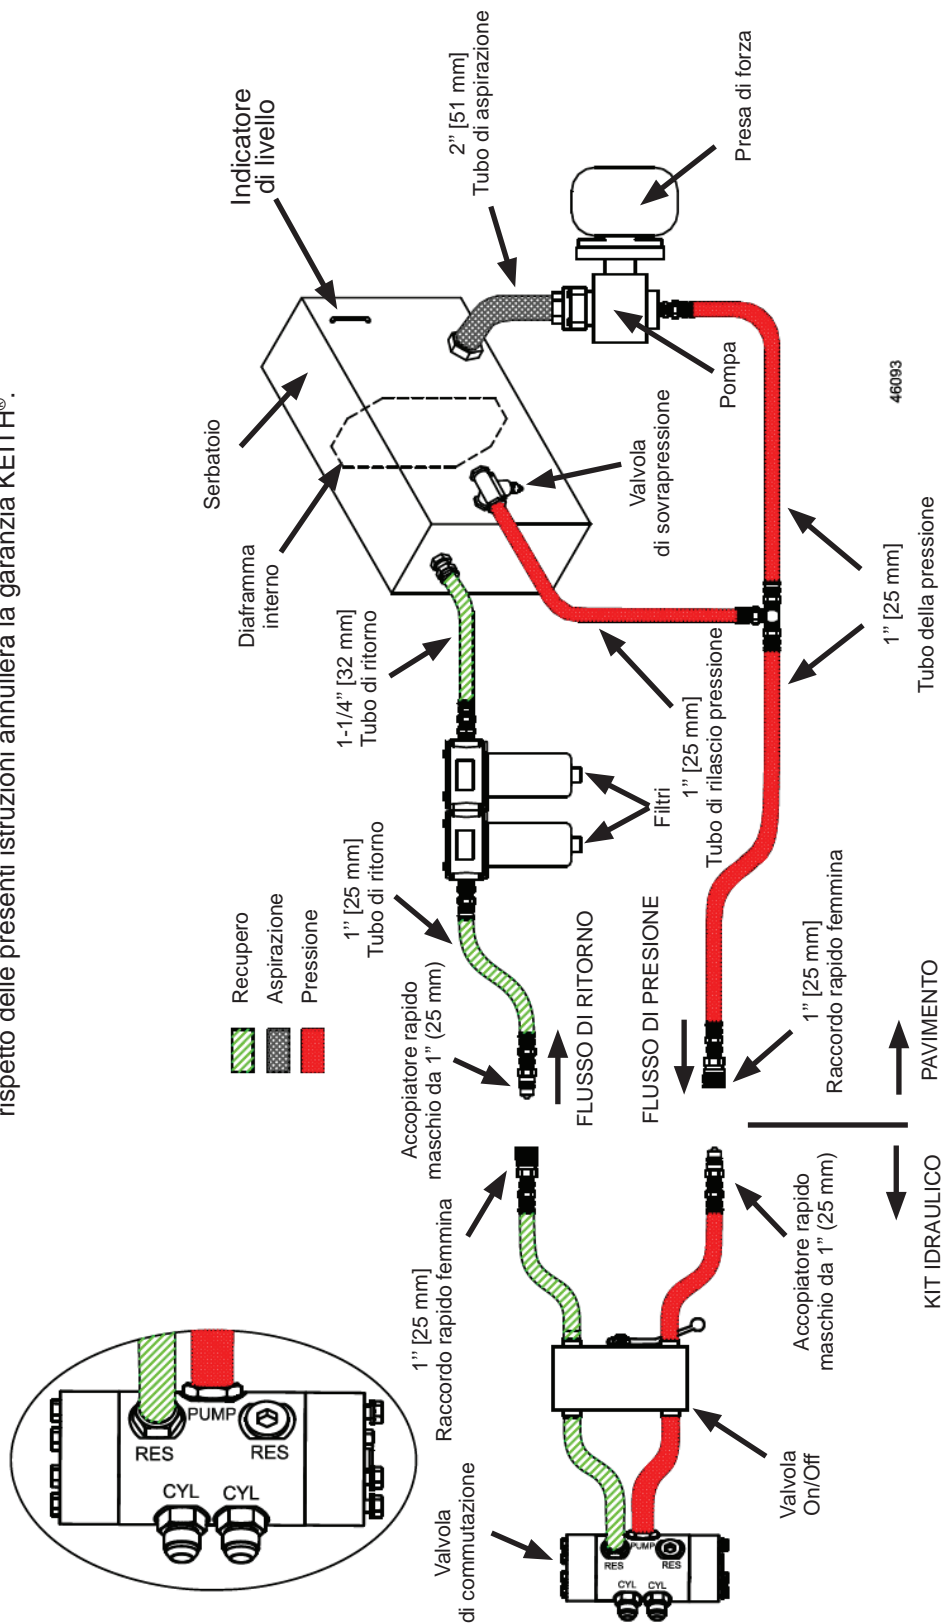 rispetto delle presenti istruzioni annullerà la garanzia KEITH®.
Indicatore
di livello
2” [51 mm]
Tubo di aspirazione
Presa di forza
Serbatoio
Diaframma
interno
Valvola
di sovrapressione
Pompa
46093
1-1/4” [32 mm]
Tubo di ritorno
1” [25 mm]
Tubo di rilascio pressione
1” [25 mm]
Tubo della pressione
Filtri
1” [25 mm]
Tubo di ritorno
Recupero
Aspirazione
Pressione
Accopiatore rapido
maschio da 1” (25 mm)
FLUSSO DI RITORNO
FLUSSO DI PRESIONE
1” [25 mm]
Raccordo rapido femmina
PAVIMENTO
KIT IDRAULICO
1” [25 mm]
Raccordo rapido femmina
Accopiatore rapido
maschio da 1” (25 mm)
Valvola
di commutazione
Valvola
On/Off
RES
PUMP
RES
CYL
CYL
RES
PUMP
RES
CYL
CYL